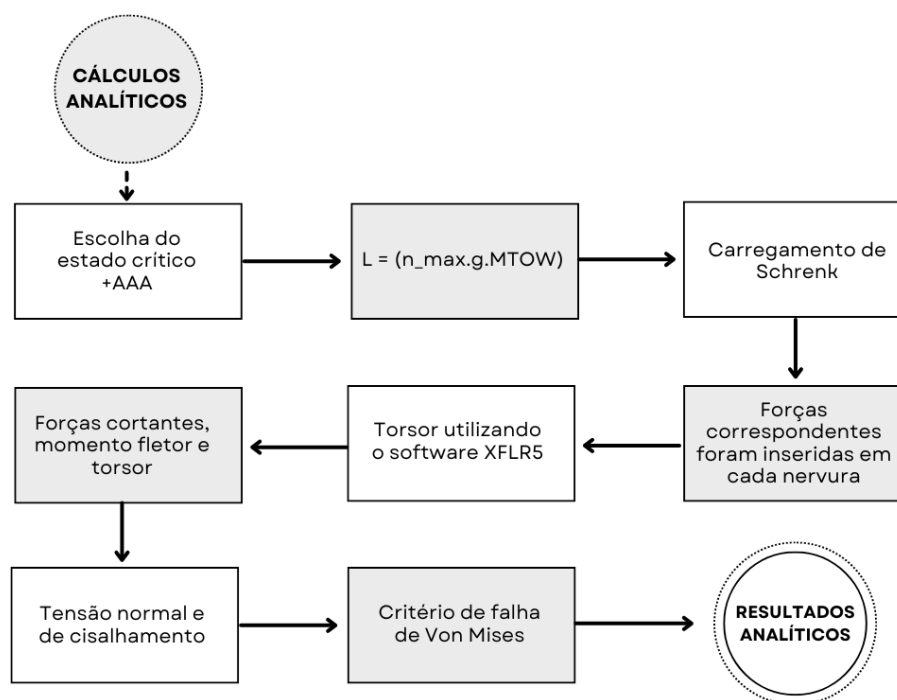 CÁLCULOS
ANALÍTICOS
Escolha do
estado crítico
+AAA
L = (n_max.g.MTOW)
Carregamento de
Schrenk
Forças
correspondentes
foram inseridas em
cada nervura
Torsor utilizando
o software XFLR5
Forças cortantes,
momento fletor e
torsor
Tensão normal e
de cisalhamento
Critério de falha
de Von Mises
RESULTADOS
ANALÍTICOS